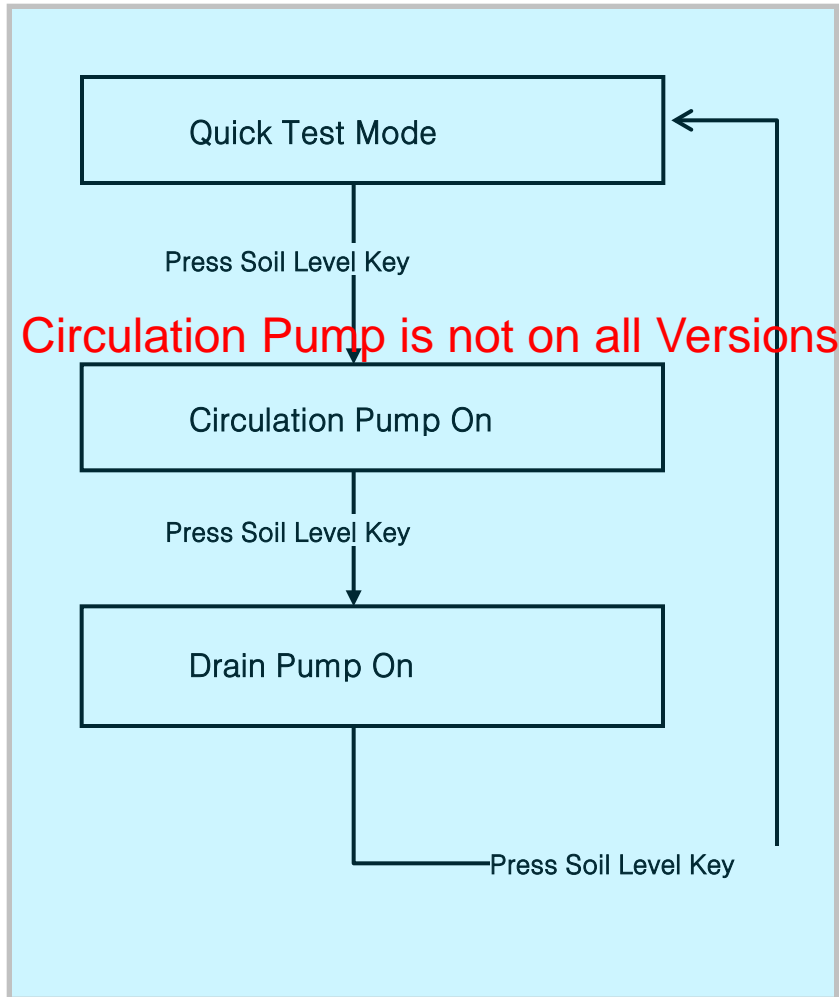 Quick Test Mode
Press Soil Level Key
Circulation Pump is not on all Versions
Circulation Pump On
Press Soil Level Key
Drain Pump On
Press Soil Level Key